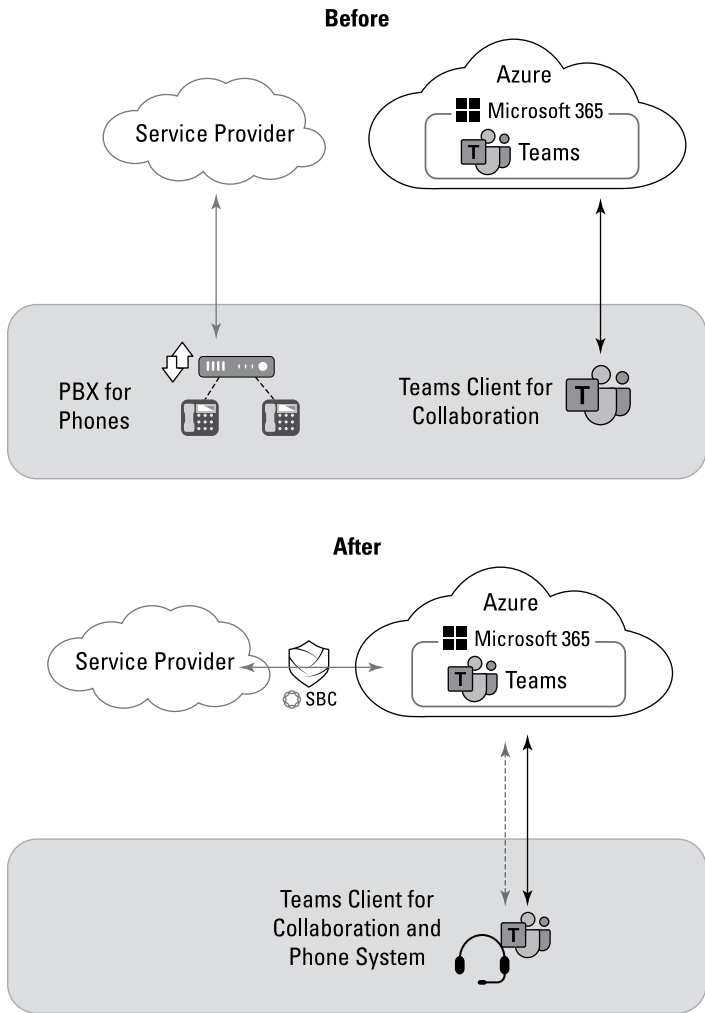 Before
Service Provider
Azure
Microsoft 365
T Teams
PBX for
Phones
Teams Client for
Collaboration
T
After
Service Provider
SBC
Azure
Microsoft 365
T Teams
Teams Client for
Collaboration and
Phone System
T